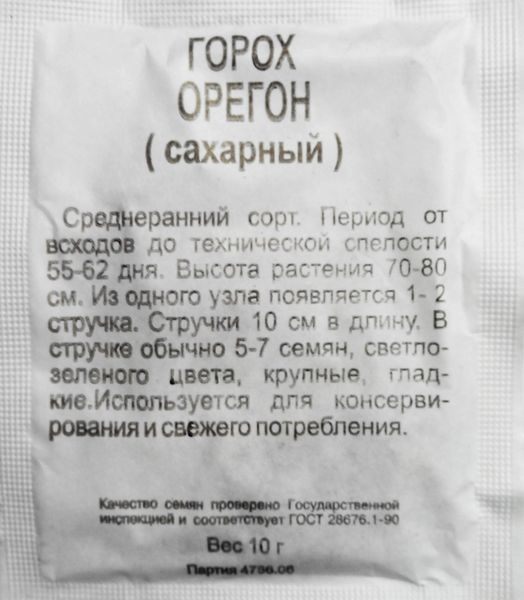 ГОРОХ
ОРЕГОН
( сахарный )
Среднеранний сорт. Период от
всходов до технической спелости
55-62 дня. Высота растения 70-80
см. Из одного узла появляется 1- 2
стручка. Стручки 10 см в длину. В
стручке обычно 5-7 семян, светло-
зеленого цвета, крупные, глад-
кие.Используется для консерви-
рования и свежего потребления.
Качество семян проверено Государственной
инспекцией и соответствует ГОСТ 28676.1-90
Вес 10 г
Партия 4786.06